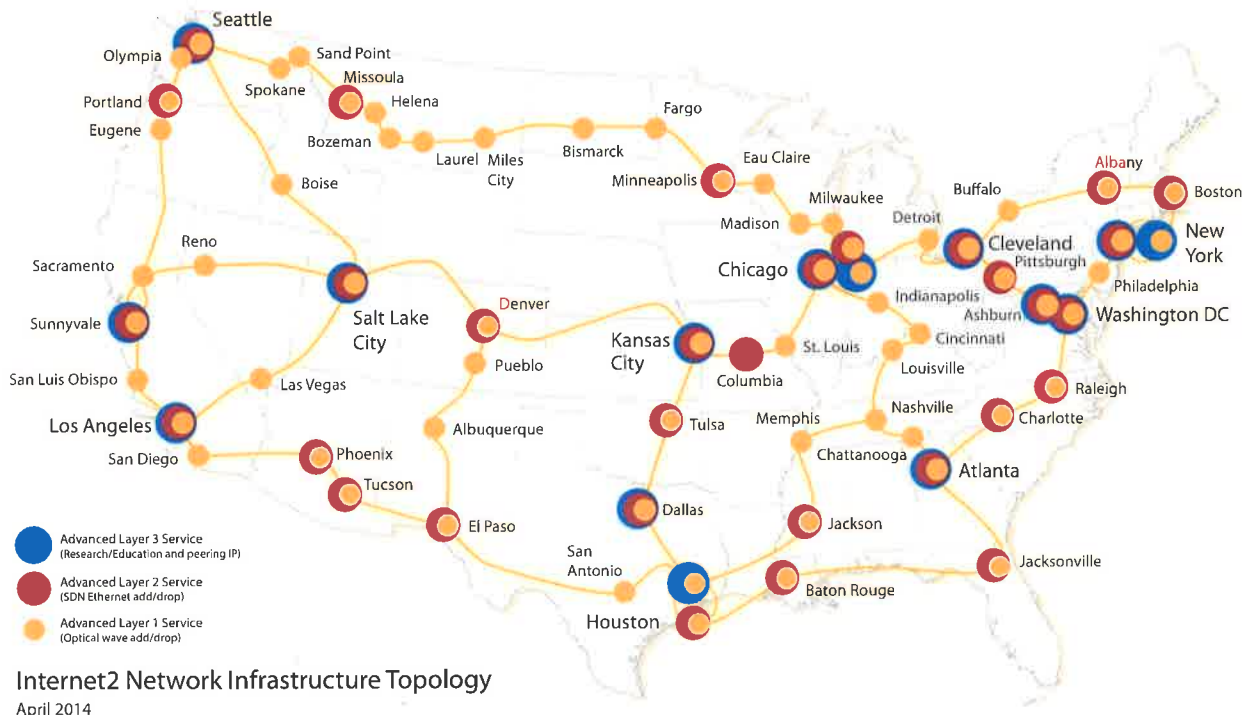 Seattle
Olympia
Sand Point
Spokane
Missoula
Portland
Helena
Eugene
Bozeman
Laurel
Miles
City
Bismarck
Fargo
Eau Claire
Minneapolis
Boise
Madison
Milwaukee
Detroit
Buffalo
Albany
Boston
Reno
Sacramento
Chicago
Cleveland
Pittsburgh
New
York
Indianapolis
Ashburn
Philadelphia
Washington DC
Sunnyvale
Salt Lake
City
Denver
Kansas
City
Columbia
St. Louis
Cincinnati
Louisville
Pueblo
San Luis Obispo
Las Vegas
Los Angeles
San Diego
Albuquerque
Tulsa
Memphis
Nashville
Chattanooga
Raleigh
Charlotte
Atlanta
Phoenix
Tucson
El Paso
Dallas
Jackson
San
Antonio
Houston
Baton Rouge
Jacksonville
Advanced Layer 3 Service
(Research/Education and peering IP)
Advanced Layer 2 Service
(SDN Ethernet add/drop)
Advanced Layer 1 Service
(Optical wave add/drop)
Internet2 Network Infrastructure Topology
April 2014